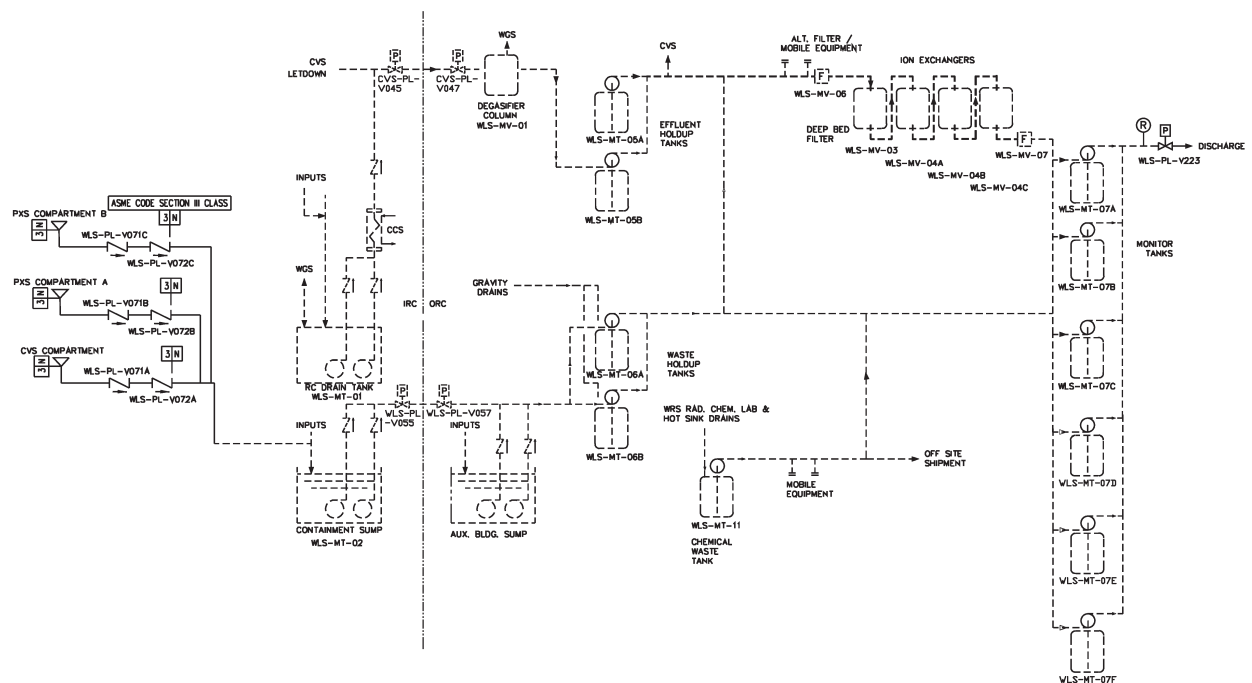 CVS
LETDOWN
P
CVS-PL-
V045
P
CVS-PL-
V047
WGS
DEGASIFIER
COLUMN
WLS-MV-01
CVS
WLS-MT-05A
EFFLUENT
HOLDUP
TANKS
WLS-MT-05B
ALT. FILTER /
MOBILE EQUIPMENT
F
WLS-MV-06
ION EXCHANGERS
DEEP BED
FILTER
WLS-MV-03
WLS-MV-04A
WLS-MV-04B
WLS-MV-04C
F
WLS-MV-07
R
P
DISCHARGE
WLS-PL-V223
WLS-MT-07A
WLS-MT-07B
MONITOR
TANKS
WLS-MT-07C
WLS-MT-07D
WLS-MT-07E
WLS-MT-07F
ASME CODE SECTION III CLASS
3 N
PXS COMPARTMENT B
3 N
WLS-PL-V071C
WLS-PL-V072C
3 N
PXS COMPARTMENT A
3 N
WLS-PL-V071B
WLS-PL-V072B
3 N
CVS COMPARTMENT
3 N
WLS-PL-V071A
WLS-PL-V072A
INPUTS
CCS
WGS
IRC
ORC
RC DRAIN TANK
WLS-MT-01
P
WLS-PL
-V055
P
WLS-PL-V057
INPUTS
INPUTS
CONTAINMENT SUMP
WLS-MT-02
AUX. BLDG. SUMP
GRAVITY
DRAINS
WLS-MT-06A
WASTE
HOLDUP
TANKS
WLS-MT-06B
WRS RAD. CHEM. LAB &
HOT SINK DRAINS
WLS-MT-11
CHEMICAL
WASTE
TANK
MOBILE
EQUIPMENT
OFF SITE
SHIPMENT